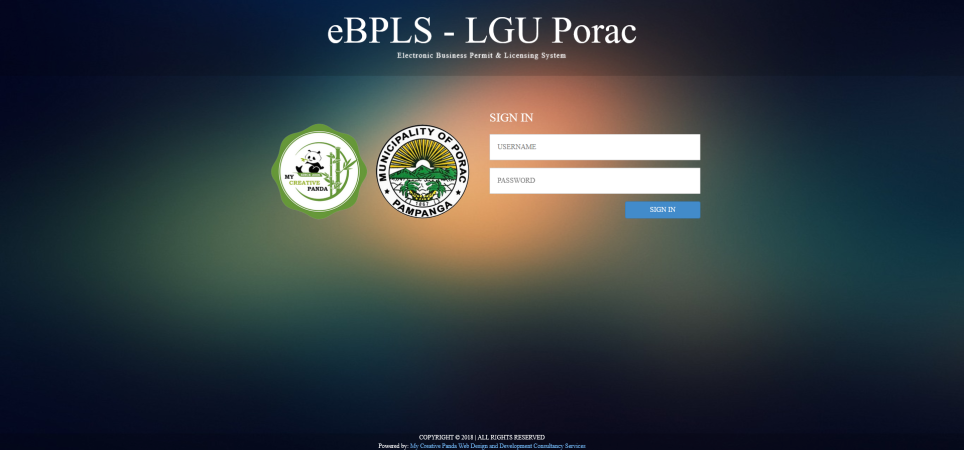 eBPLS - LGU Porac
Electronic Business Permit & Licensing System
MY
CREATIVE
PANDA
MUNICIPALITY OF PORAC
PAMPANGA
SIGN IN
USERNAME
PASSWORD
SIGN IN
COPYRIGHT © 2018 | ALL RIGHTS RESERVED
Powered by: My Creative Panda Web Design and Development Consultancy Services